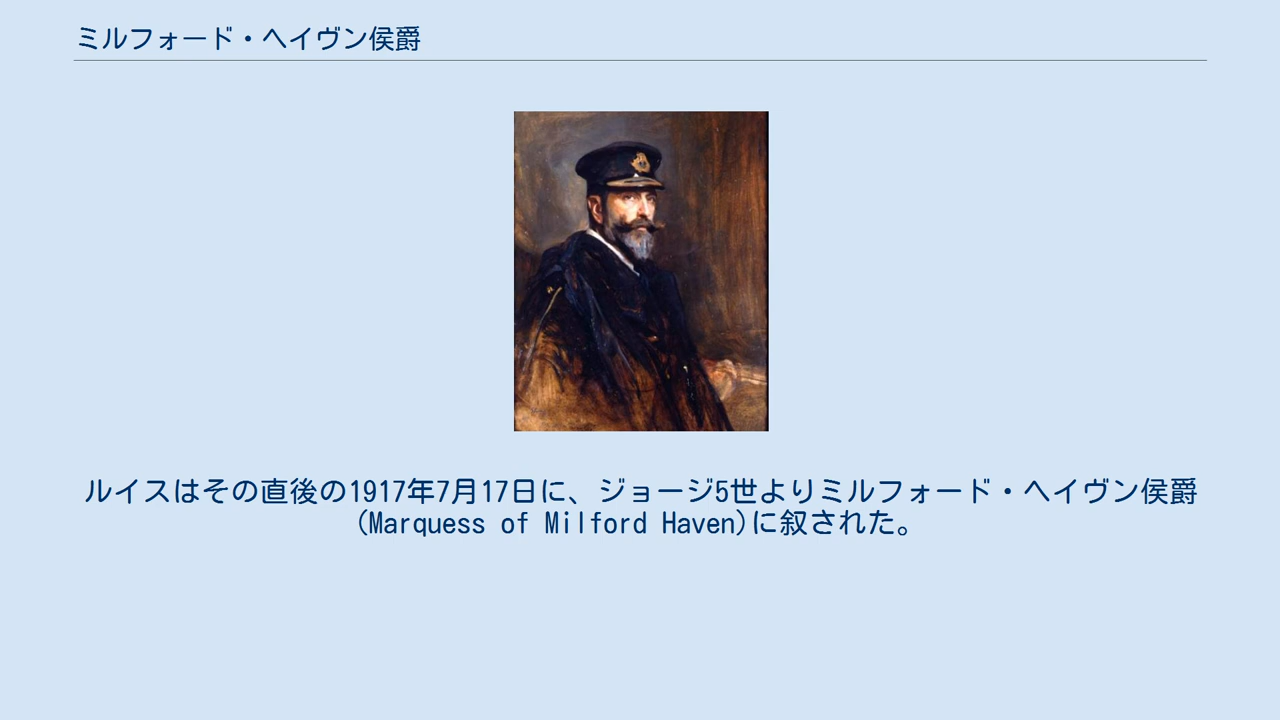 ミルフォード・ヘイヴン侯爵
ルイスはその直後の1917年7月17日に、ジョージ5世よりミルフォード・ヘイヴン侯爵
(Marquess of Milford Haven)に叙された。